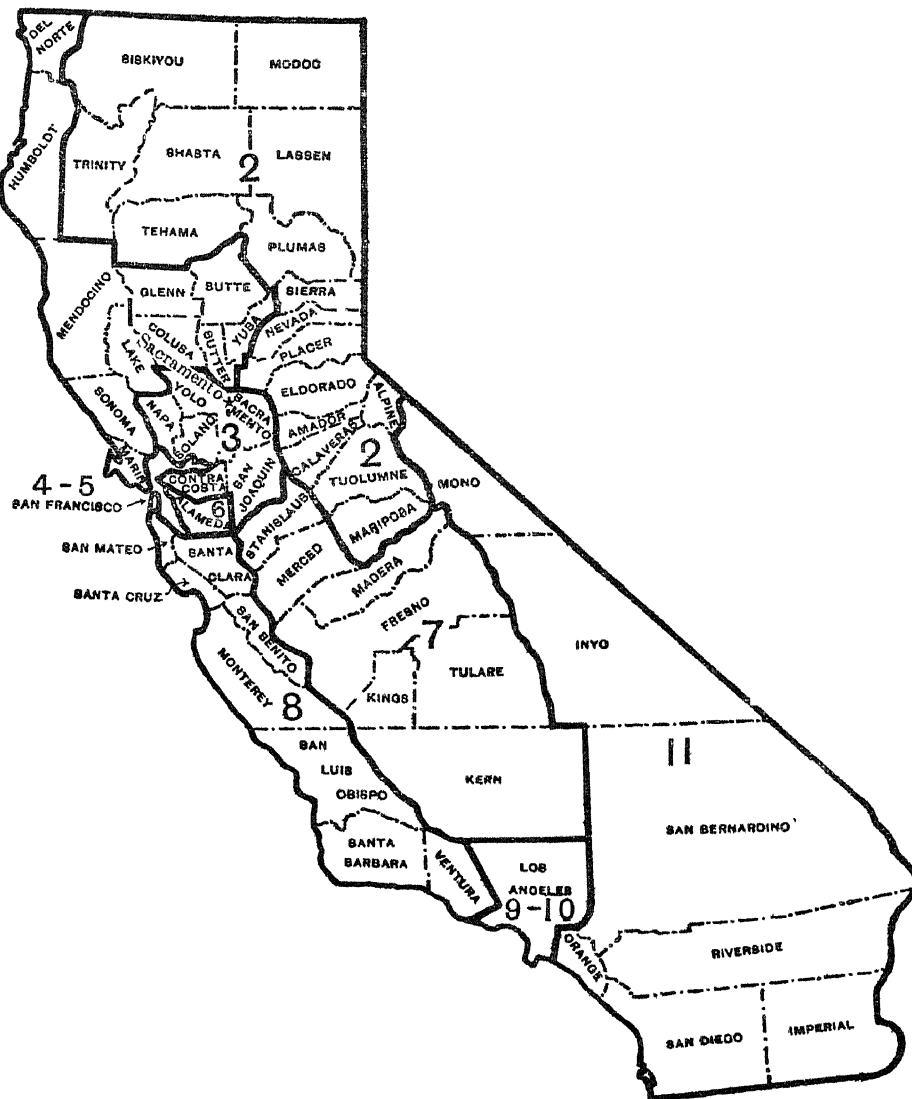 DEL
NORTE
SISKIYOU
MODOC
HUMBOLDT
TRINITY
SHASTA
LASSEN
2
TEHAMA
PLUMAS
MENDOCINO
GLENN
BUTTE
SIERRA
COLUSA
SUTTER
YUBA
NEVADA
PLACER
LAKE
Sacramento
YOLO
ELDORADO
SONOMA
NAPA
SOLANO
SACRA
MENTO
AMADOR
ALPINE
3
CALAVERAS
2
TUOLUMNE
MONO
MARIN
4-5
SAN FRANCISCO
CONTRA
COSTA
6
ALAMEDA
SAN
JOAQUIN
STANISLAUS
MARIPOSA
SAN MATEO
SANTA
CLARA
MERCED
MADERA
SANTA CRUZ
SAN BENITO
FRESNO
7
INYO
MONTEREY
KINGS
TULARE
8
11
SAN
LUIS
OBISPO
KERN
SAN BERNARDINO
SANTA
BARBARA
VENTURA
LOS
ANGELES
9-10
ORANGE
RIVERSIDE
SAN DIEDO
IMPERIAL